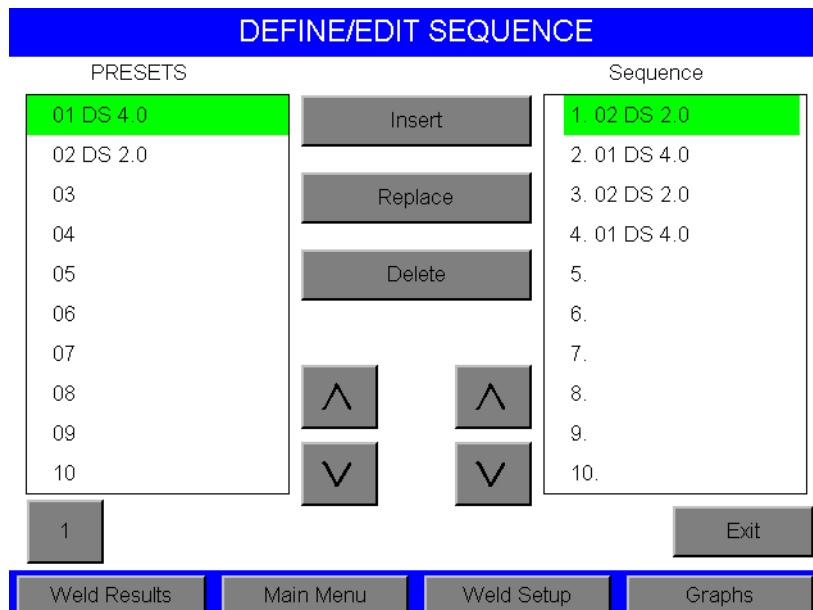 DEFINE/EDIT SEQUENCE
PRESETS
01 DS 4.0
02 DS 2.0
03
04
05
06
07
08
09
10
1
Insert
Replace
Delete
Sequence
1. 02 DS 2.0
2. 01 DS 4.0
3. 02 DS 2.0
4. 01 DS 4.0
5.
6.
7.
8.
9.
10.
Exit
Weld Results
Main Menu
Weld Setup
Graphs